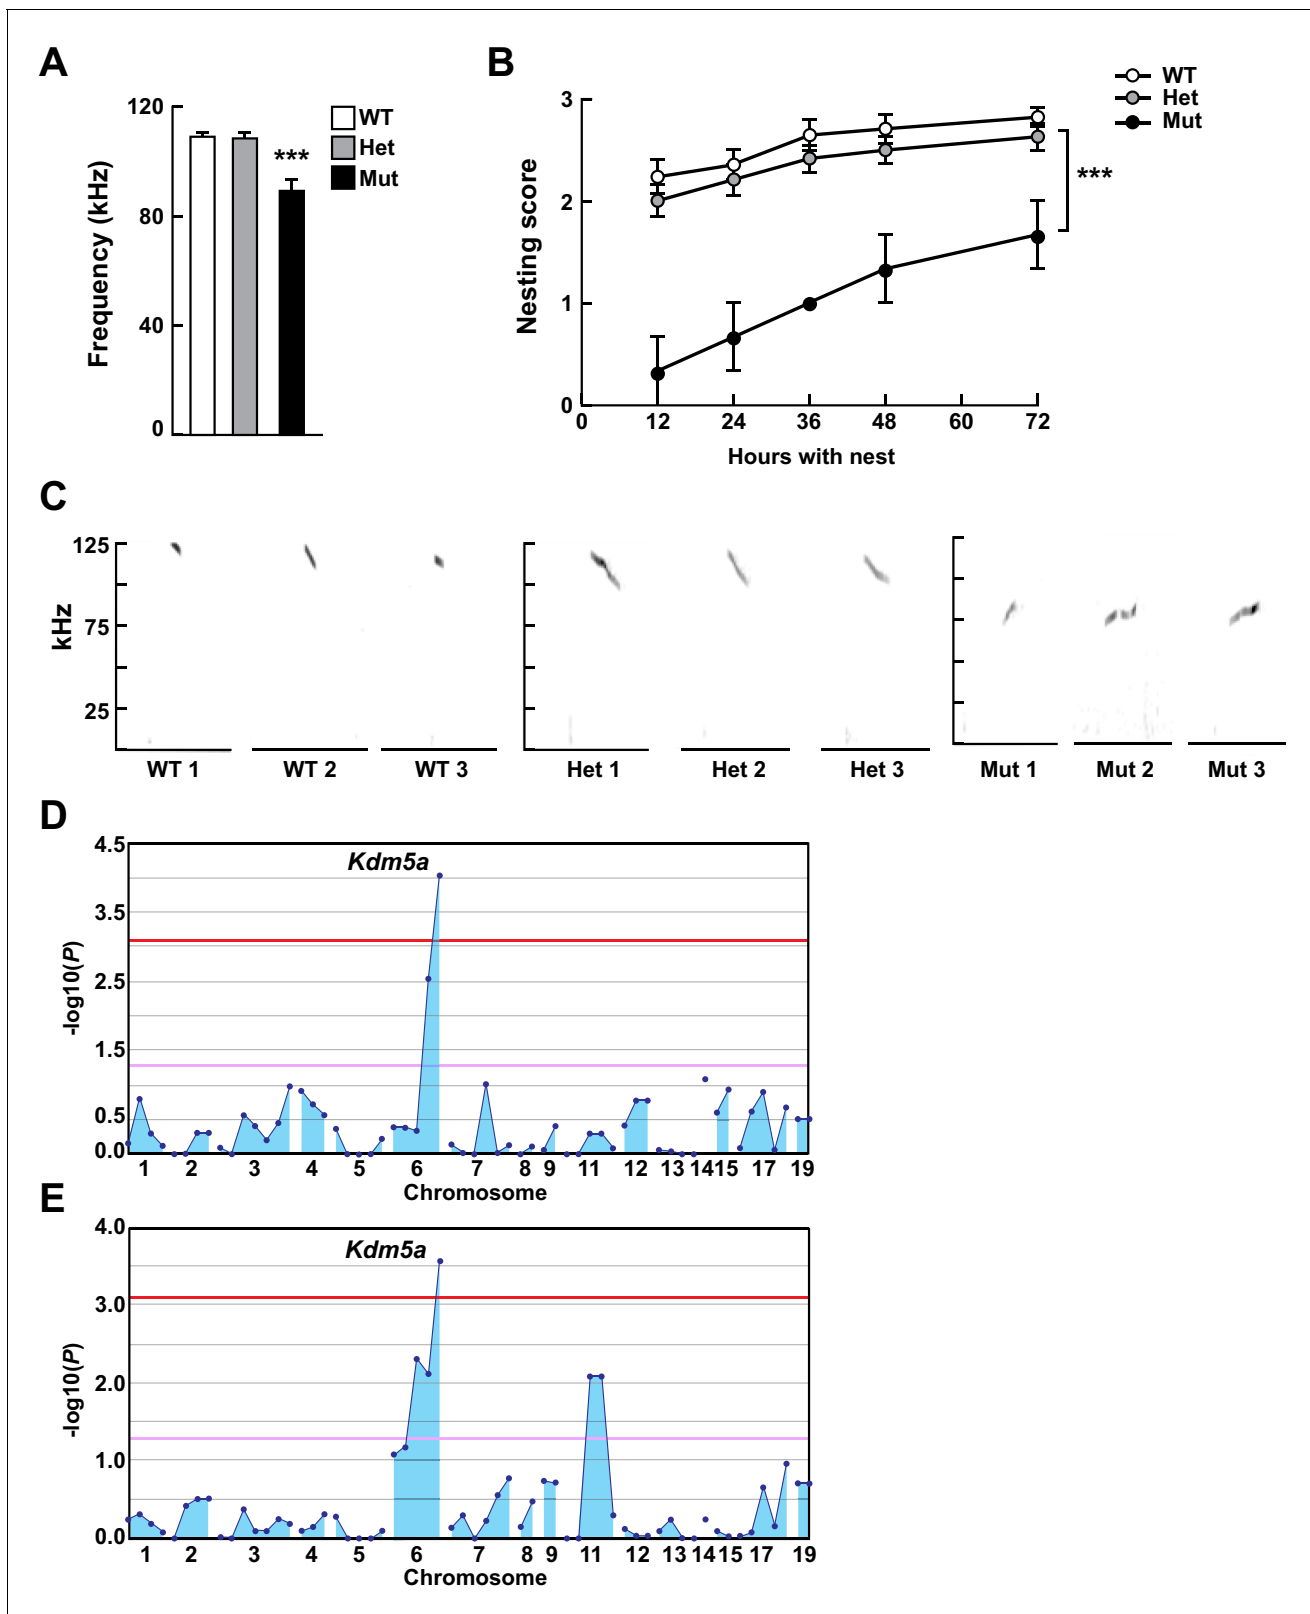 A
120
80
40
0
Frequency (kHz)
***
WT
Het
Mut
B
WT
Het
Mut
3
2
1
0
Nesting score
***
0 12 24 36 48 60 72
Hours with nest
C
125
75
25
kHz
WT 1 WT 2 WT 3 Het 1 Het 2 Het 3 Mut 1 Mut 2 Mut 3
D
4.5
3.5
2.5
1.5
0.5
0.0
-log10(P)
Kdm5a
1 2 3 4 5 6 7 8 9 11 12 13 14 15 17 19
Chromosome
E
4.0
3.0
2.0
1.0
0.0
-log10(P)
Kdm5a
1 2 3 4 5 6 7 8 9 11 12 13 14 15 17 19
Chromosome